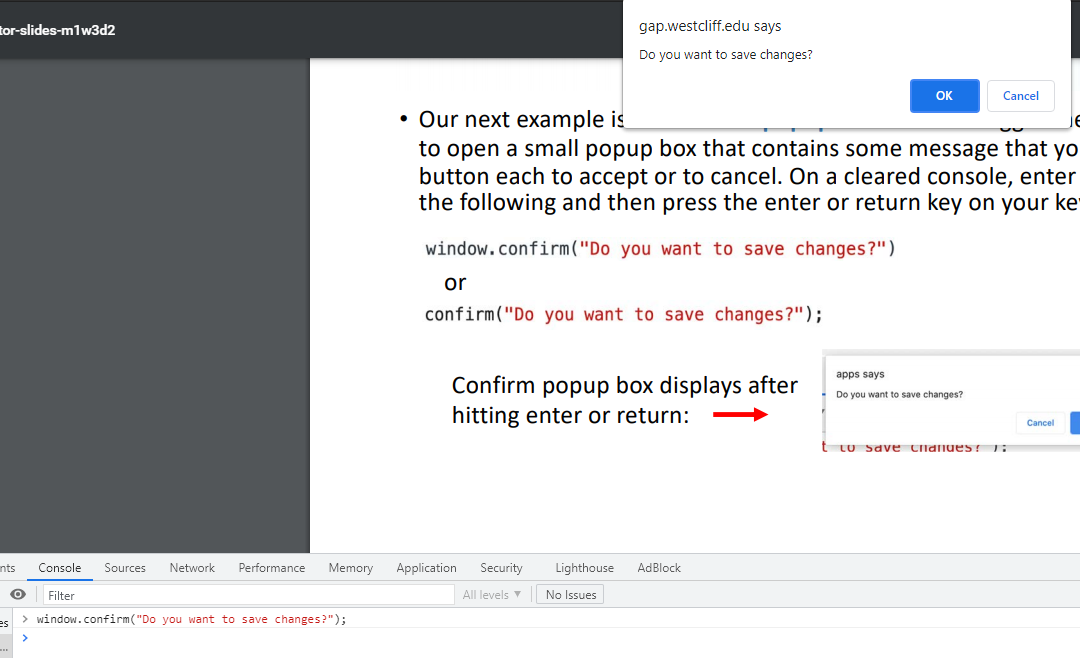 tor-slides-m1w3d2
gap.westcliff.edu says
Do you want to save changes?
OK
Cancel
• Our next example is
to open a small popup box that contains some message that yo
button each to accept or to cancel. On a cleared console, enter
the following and then press the enter or return key on your ke
window.confirm("Do you want to save changes?")
or
confirm("Do you want to save changes?");
Confirm popup box displays after
hitting enter or return:
apps says
Do you want to save changes?
Cancel
t to save changes?");
nts Console Sources Network Performance Memory Application Security Lighthouse AdBlock
Filter All levels ▼ No Issues
es > window.confirm("Do you want to save changes?");
... >